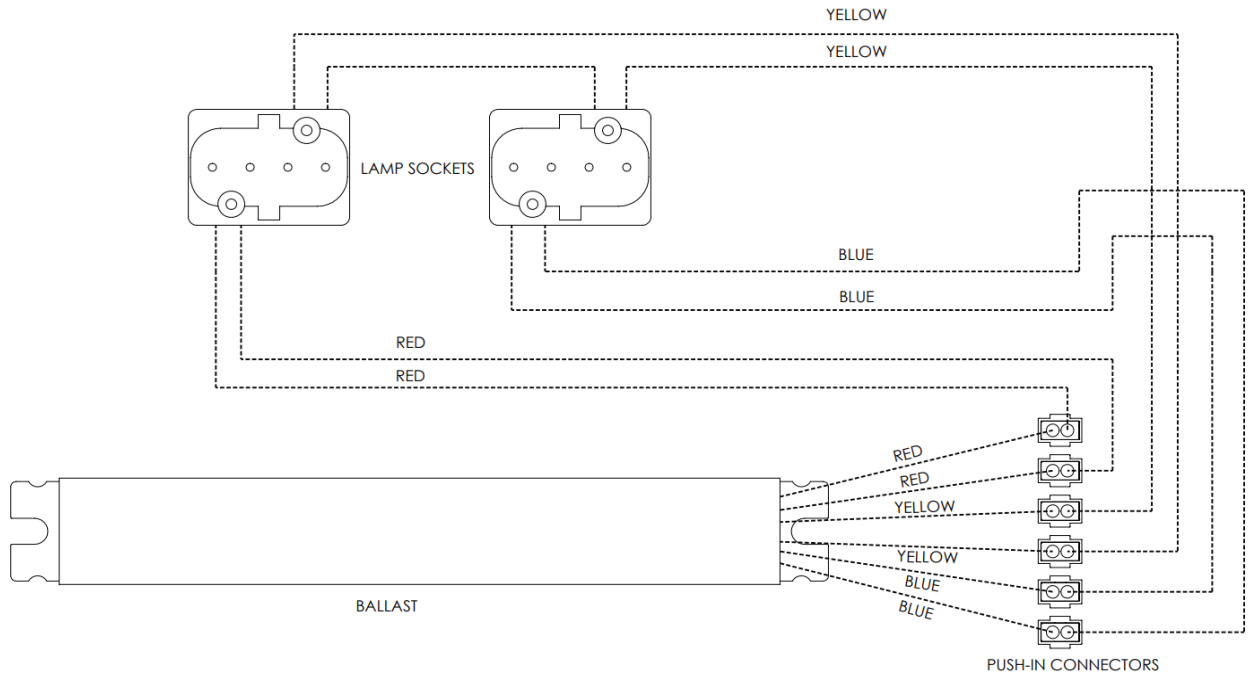 YELLOW
YELLOW
LAMP SOCKETS
BLUE
BLUE
RED
RED
RED
RED
YELLOW
YELLOW
BLUE
BLUE
BALLAST
PUSH-IN CONNECTORS